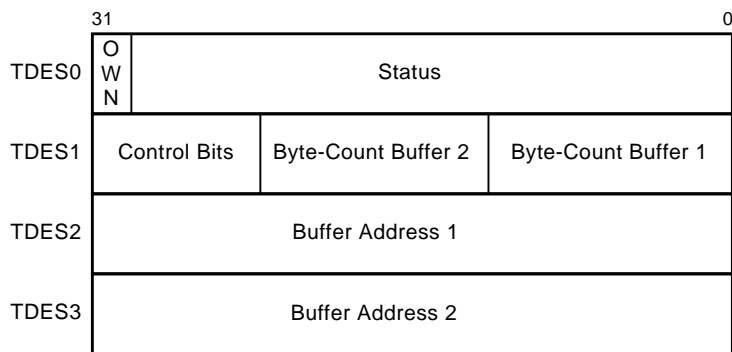 31 0
TDES0 OWN Status
TDES1 Control Bits Byte-Count Buffer 2 Byte-Count Buffer 1
TDES2 Buffer Address 1
TDES3 Buffer Address 2